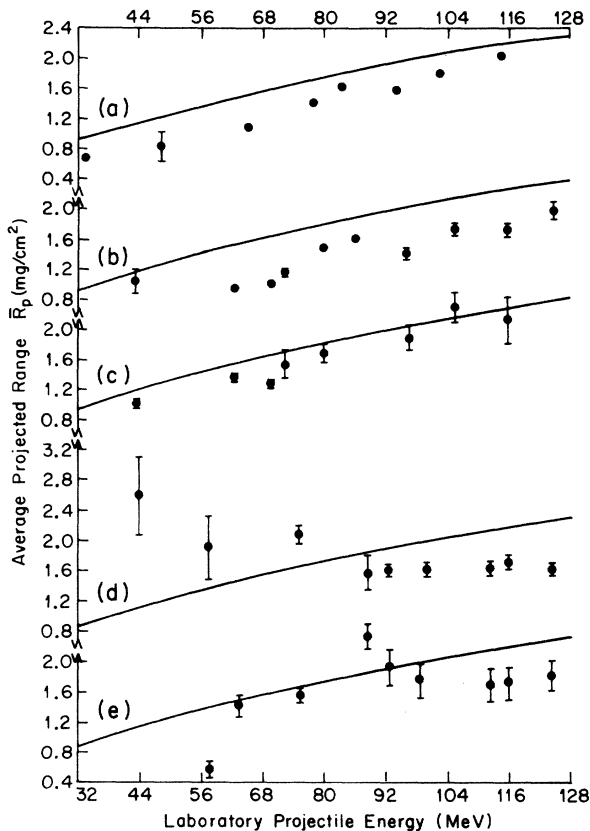 44 56 68 80 92 104 116 128
2.4
2.0
1.6
1.2
0.8
0.4
(a)
2.0
1.6
1.2
0.8
(b)
2.0
1.6
1.2
0.8
(c)
3.2
2.8
2.4
2.0
1.6
1.2
0.8
(d)
2.0
1.6
1.2
0.8
0.4
(e)
Average Projected Range R̄p (mg/cm²)
32 44 56 68 80 92 104 116 128
Laboratory Projectile Energy (MeV)